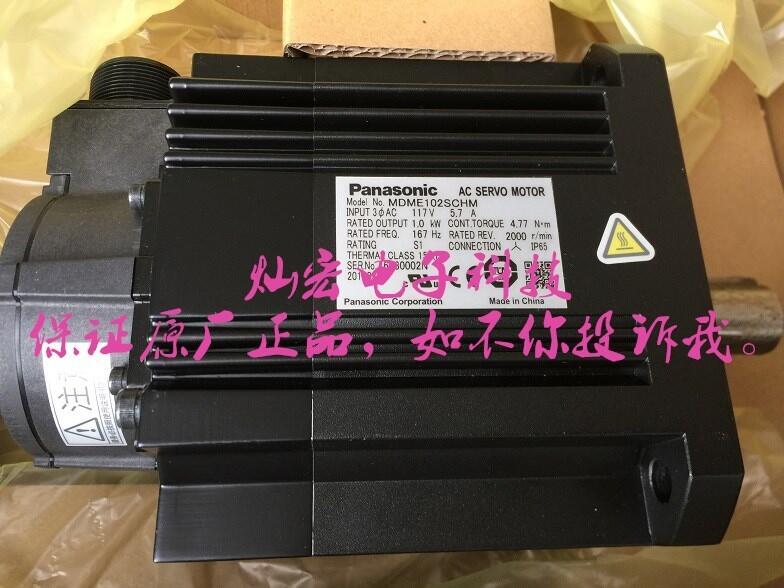 Panasonic AC SERVO MOTOR
Model No. MDME102SCHM
INPUT 3ϕAC 117 V 5.7 A
RATED OUTPUT 1.0 kW CONT.TORQUE 4.77 N·m
RATED FREQ. 167 Hz RATED REV. 2000 r/min
RATING S1 CONNECTION 人 IP65
THERMAL CLASS
SER.No.
Panasonic Corporation Made in China
灿宏电子科技
保证原厂正品，如不你投诉我。
注